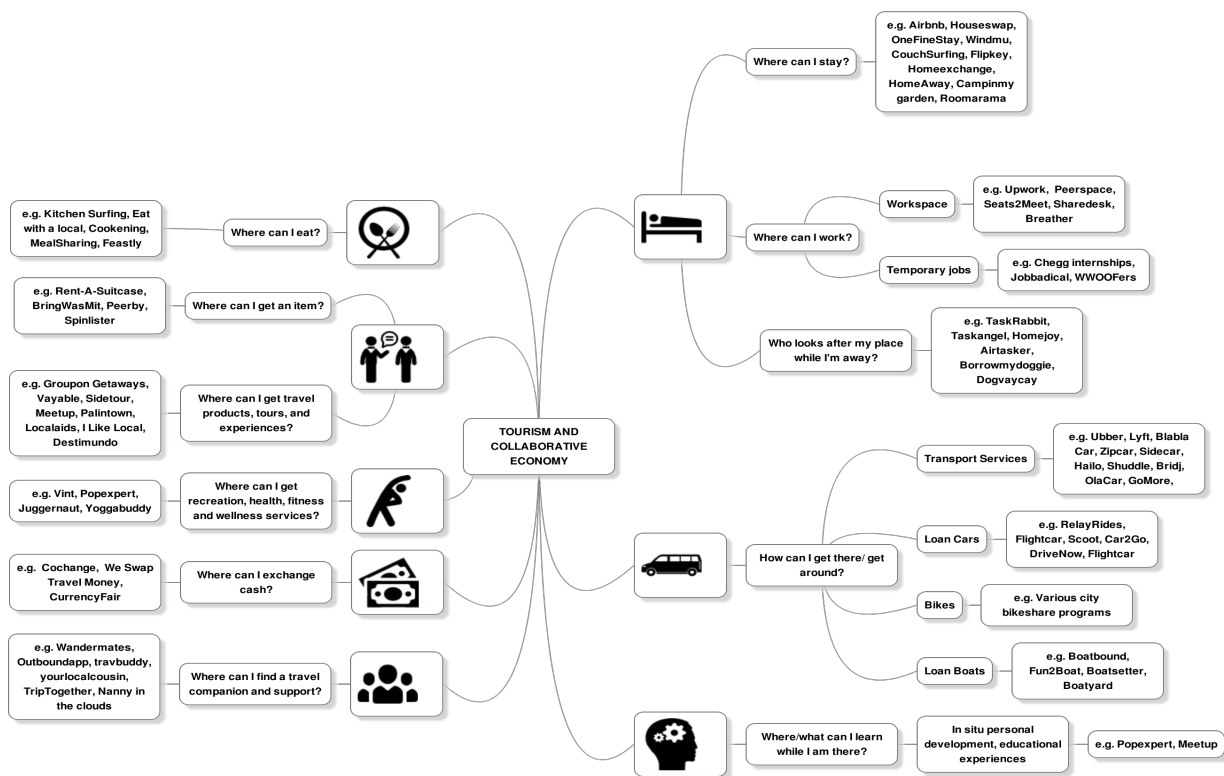 e.g. Airbnb, Houseswap,
OneFineStay, Windmu,
CouchSurfing, Flipkey,
Homeexchange,
HomeAway, Campinmy
garden, Roomarama
Where can I stay?
e.g. Kitchen Surfing, Eat
with a local, Cookening,
MealSharing, Feastly
Where can I eat?
Where can I work?
Workspace
e.g. Upwork, Peerspace,
Seats2Meet, Sharedesk,
Breather
Temporary jobs
e.g. Chegg internships,
Jobbadical, WWOOFers
e.g. Rent-A-Suitcase,
BringWasMit, Peerby,
Spinlister
Where can I get an item?
Who looks after my place
while I'm away?
e.g. TaskRabbit,
Taskangel, Homejoy,
Airtasker,
Borrowmydoggie,
Dogvaycay
e.g. Groupon Getaways,
Vayable, Sidetour,
Meetup, Palintown,
Localaids, I Like Local,
Destimundo
Where can I get travel
products, tours, and
experiences?
TOURISM AND
COLLABORATIVE
ECONOMY
e.g. Vint, Popexpert,
Juggernaut, Yoggabuddy
Where can I get
recreation, health, fitness
and wellness services?
Transport Services
e.g. Ubber, Lyft, Blabla
Car, Zipcar, Sidecar,
Hailo, Shuddle, Bridj,
OlaCar, GoMore,
How can I get there/ get
around?
Loan Cars
e.g. RelayRides,
Flightcar, Scoot, Car2Go,
DriveNow, Flightcar
Bikes
e.g. Various city
bikeshare programs
Loan Boats
e.g. Boatbound,
Fun2Boat, Boatsetter,
Boatyard
e.g. Cochange, We Swap
Travel Money,
CurrencyFair
Where can I exchange
cash?
e.g. Wandermates,
Outboundapp, travbuddy,
yourlocalcousin,
TripTogether, Nanny in
the clouds
Where can I find a travel
companion and support?
Where/what can I learn
while I am there?
In situ personal
development, educational
experiences
e.g. Popexpert, Meetup